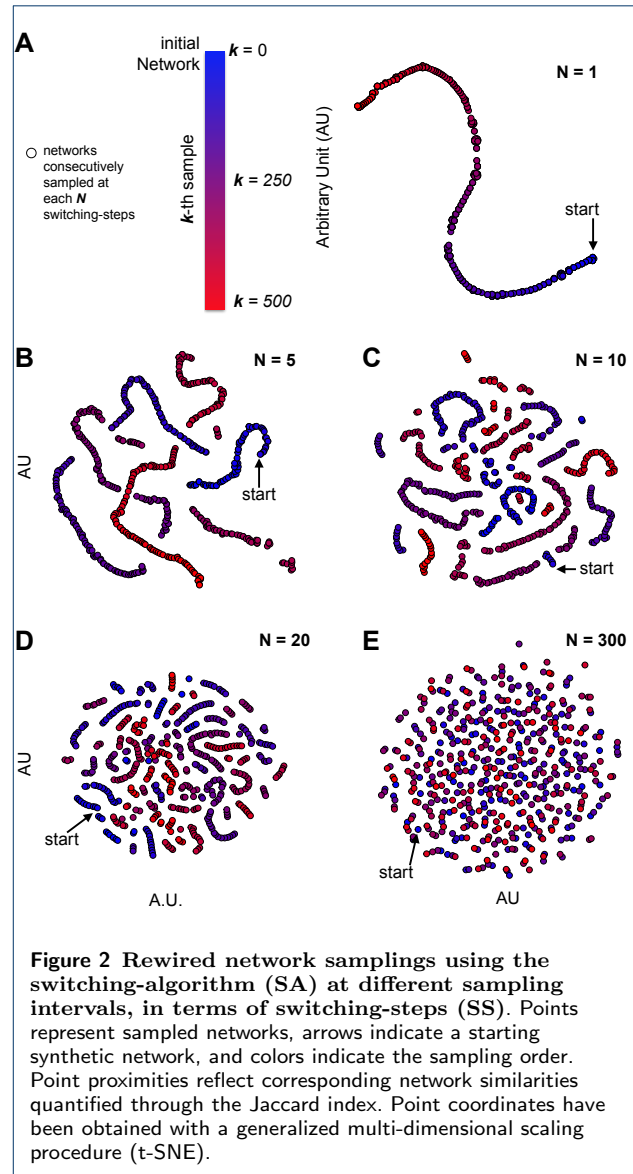 A
initial
Network
k = 0
N = 1
networks
consecutively
sampled at
each N
switching-steps
k-th sample
k = 250
k = 500
Arbitrary Unit (AU)
start
B
N = 5
AU
start
C
N = 10
start
D
N = 20
AU
start
A.U.
E
N = 300
start
AU
Figure 2 Rewired network samplings using the
switching-algorithm (SA) at different sampling
intervals, in terms of switching-steps (SS). Points
represent sampled networks, arrows indicate a starting
synthetic network, and colors indicate the sampling order.
Point proximities reflect corresponding network similarities
quantified through the Jaccard index. Point coordinates have
been obtained with a generalized multi-dimensional scaling
procedure (t-SNE).